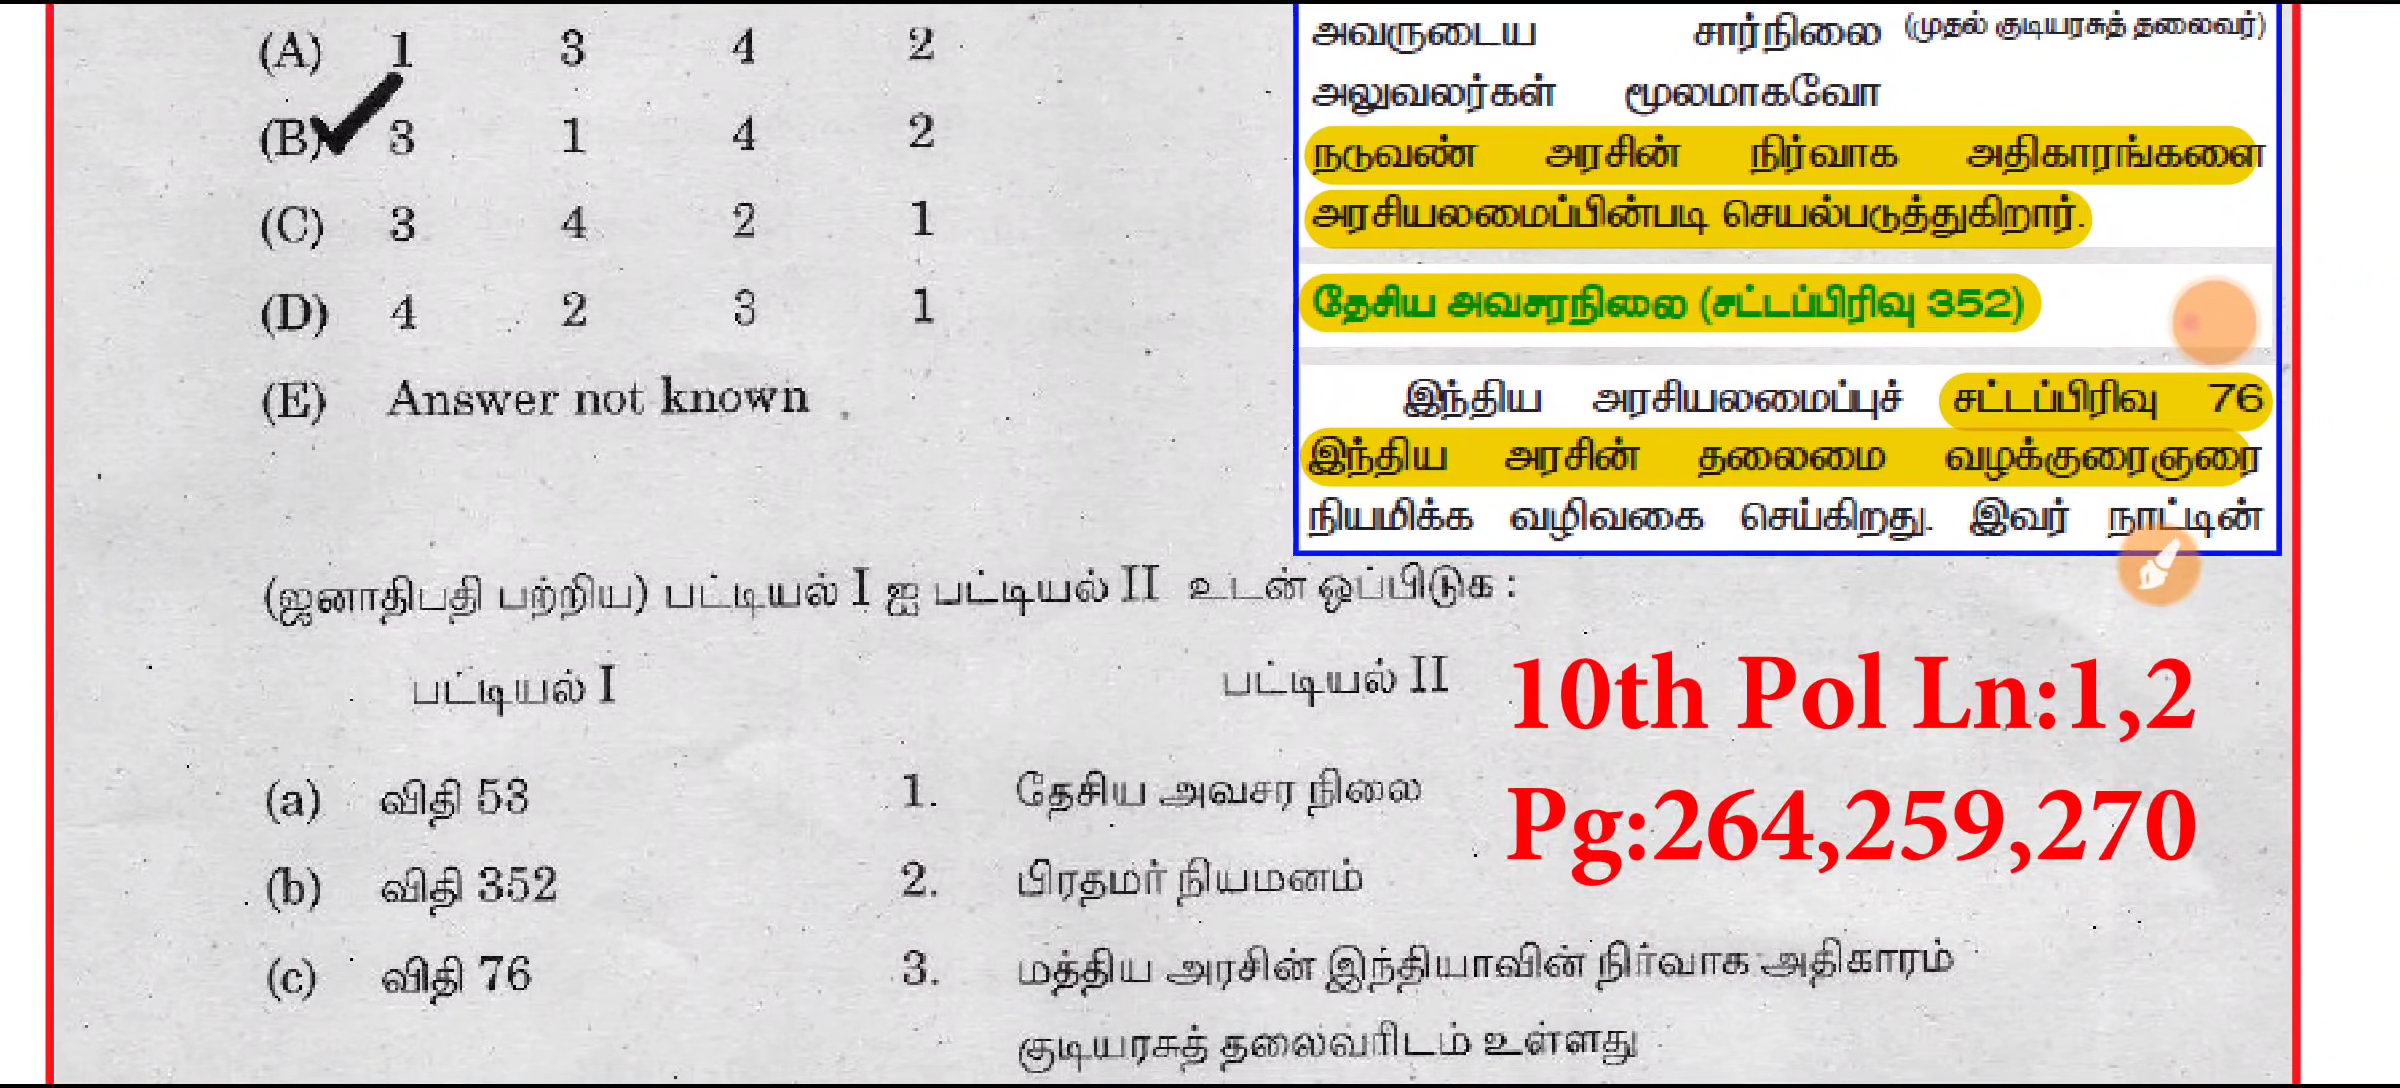 (A) 1 3 4 2
(B) 3 1 4 2
(C) 3 4 2 1
(D) 4 2 3 1
(E) Answer not known
அவருடைய சார்நிலை (முதல் குடியரசுத் தலைவர்)
அலுவலர்கள் மூலமாகவோ
நடுவண் அரசின் நிர்வாக அதிகாரங்களை
அரசியலமைப்பின்படி செயல்படுத்துகிறார்.
தேசிய அவசரநிலை (சட்டப்பிரிவு 352)
இந்திய அரசியலமைப்புச் சட்டப்பிரிவு 76
இந்திய அரசின் தலைமை வழக்குரைஞரை
நியமிக்க வழிவகை செய்கிறது. இவர் நாட்டின்
(ஜனாதிபதி பற்றிய) பட்டியல் I ஐ பட்டியல் II உடன் ஒப்பிடுக :
பட்டியல் I பட்டியல் II
10th Pol Ln:1,2
Pg:264,259,270
(a) விதி 53 1. தேசிய அவசர நிலை
(b) விதி 352 2. பிரதமர் நியமனம்
(c) விதி 76 3. மத்திய அரசின் இந்தியாவின் நிர்வாக அதிகாரம்
குடியரசுத் தலைவரிடம் உள்ளது